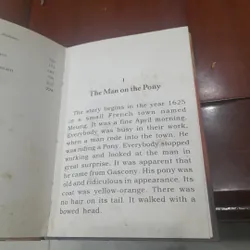 1
The Man on the Pony
The story begins in the year 1625
in a small French town named
Meung. It was a fine April morning.
Everybody was busy in their work,
when a man rode into the town. He
was riding a Pony. Everybody stopped
working and looked at the man in
great surprise. It was apparent that
he came from Gascony. His pony was
old and ridiculous in appearance. Its
coat was yellow-orange. There was
no hair on its tail. It walked with a
bowed head.